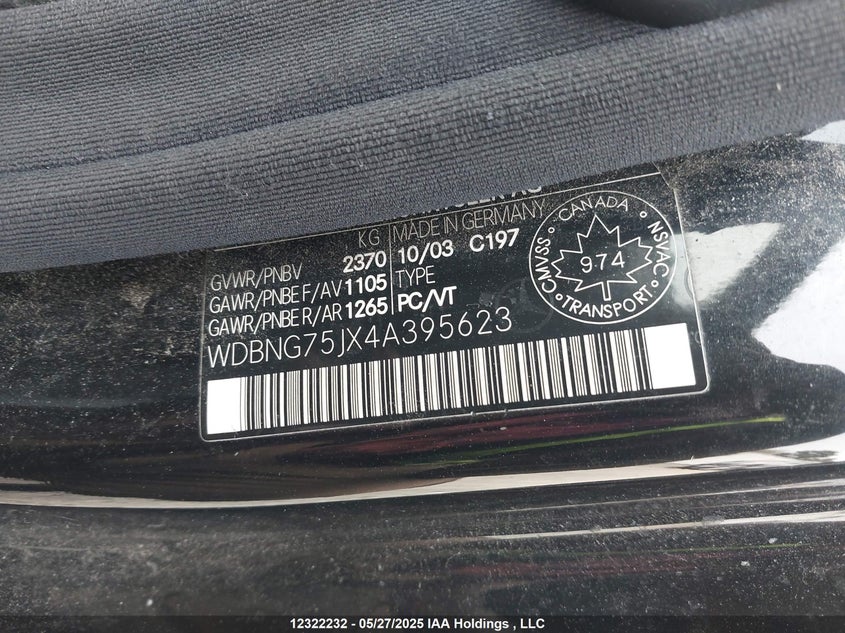 MADE IN GERMANY
KG 10/03 C197
GVWR/PNBV 2370 TYPE
GAWR/PNBE F/AV 1105 PC/VT
GAWR/PNBE R/AR 1265
WDBNG75JX4A395623
CANADA
CMVSS NSVAC
974
TRANSPORT
12322232 - 05/27/2025 IAA Holdings , LLC